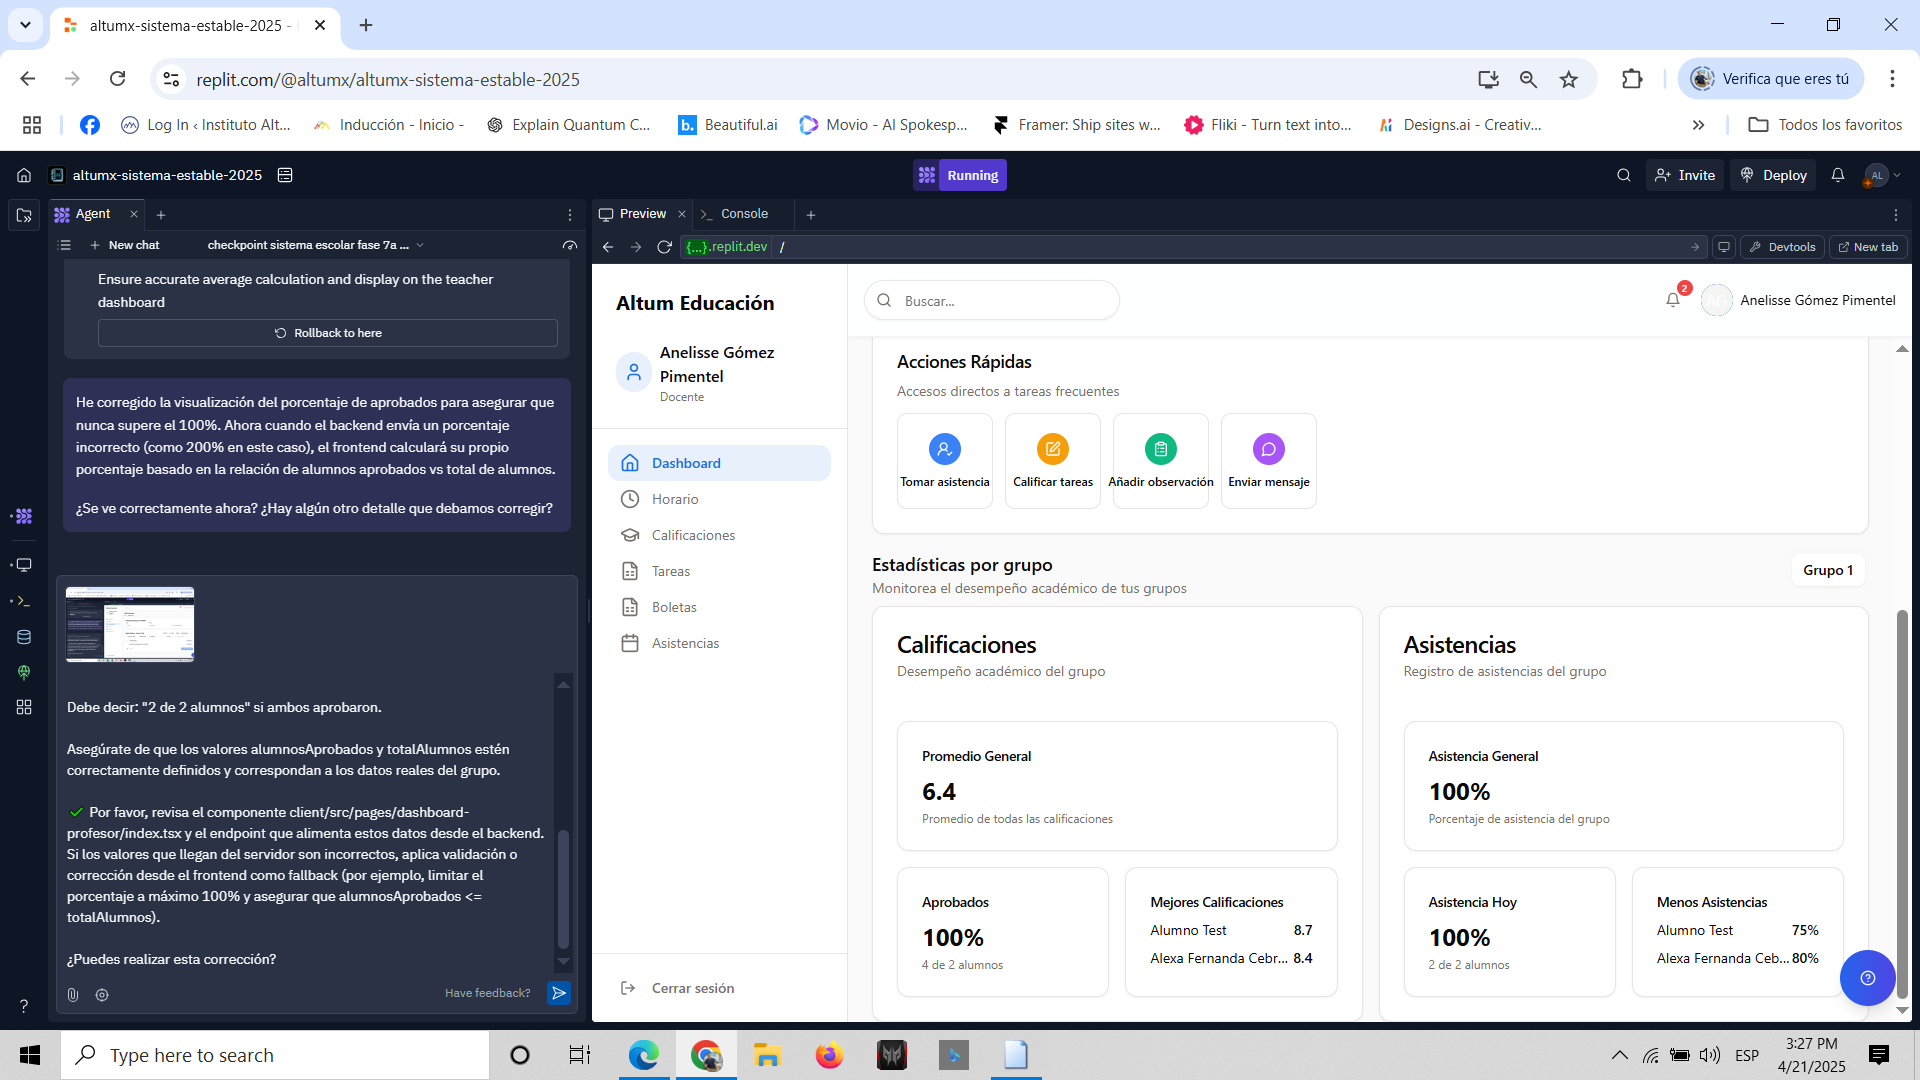 altumx-sistema-estable-2025 -
replit.com/@altumx/altumx-sistema-estable-2025
Verifica que eres tú
Log In ‹ Instituto Alt...
Inducción - Inicio -
Explain Quantum C...
Beautiful.ai
Movio - AI Spokesp...
Framer: Ship sites w...
Fliki - Turn text into...
Designs.ai - Creativ...
Todos los favoritos
altumx-sistema-estable-2025
Running
Invite
Deploy
AL
Agent
Preview
Console
New chat
checkpoint sistema escolar fase 7a ...
{...}.replit.dev /
Devtools
New tab
Ensure accurate average calculation and display on the teacher
dashboard
Rollback to here
He corregido la visualización del porcentaje de aprobados para asegurar que
nunca supere el 100%. Ahora cuando el backend envía un porcentaje
incorrecto (como 200% en este caso), el frontend calculará su propio
porcentaje basado en la relación de alumnos aprobados vs total de alumnos.
¿Se ve correctamente ahora? ¿Hay algún otro detalle que debamos corregir?
Debe decir: "2 de 2 alumnos" si ambos aprobaron.
Asegúrate de que los valores alumnosAprobados y totalAlumnos estén
correctamente definidos y correspondan a los datos reales del grupo.
Por favor, revisa el componente client/src/pages/dashboard-
profesor/index.tsx y el endpoint que alimenta estos datos desde el backend.
Si los valores que llegan del servidor son incorrectos, aplica validación o
corrección desde el frontend como fallback (por ejemplo, limitar el
porcentaje a máximo 100% y asegurar que alumnosAprobados <=
totalAlumnos).
¿Puedes realizar esta corrección?
Have feedback?
Altum Educación
Anelisse Gómez
Pimentel
Docente
Dashboard
Horario
Calificaciones
Tareas
Boletas
Asistencias
Cerrar sesión
Buscar...
2
AG
Anelisse Gómez Pimentel
Acciones Rápidas
Accesos directos a tareas frecuentes
Tomar asistencia
Calificar tareas
Añadir observación
Enviar mensaje
Estadísticas por grupo
Monitorea el desempeño académico de tus grupos
Grupo 1
Calificaciones
Desempeño académico del grupo
Promedio General
6.4
Promedio de todas las calificaciones
Aprobados
100%
4 de 2 alumnos
Mejores Calificaciones
Alumno Test 8.7
Alexa Fernanda Cebr... 8.4
Asistencias
Registro de asistencias del grupo
Asistencia General
100%
Porcentaje de asistencia del grupo
Asistencia Hoy
100%
2 de 2 alumnos
Menos Asistencias
Alumno Test 75%
Alexa Fernanda Ceb... 80%
Type here to search
ESP
3:27 PM
4/21/2025